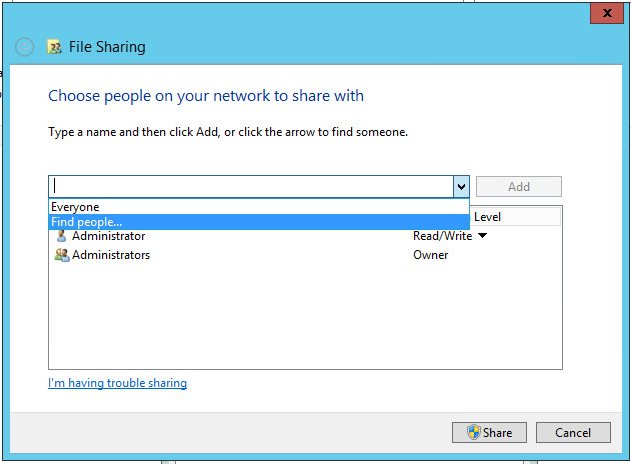 File Sharing
Choose people on your network to share with
Type a name and then click Add, or click the arrow to find someone.
Add
Everyone
Find people...
Level
Administrator Read/Write
Administrators Owner
I'm having trouble sharing
Share Cancel